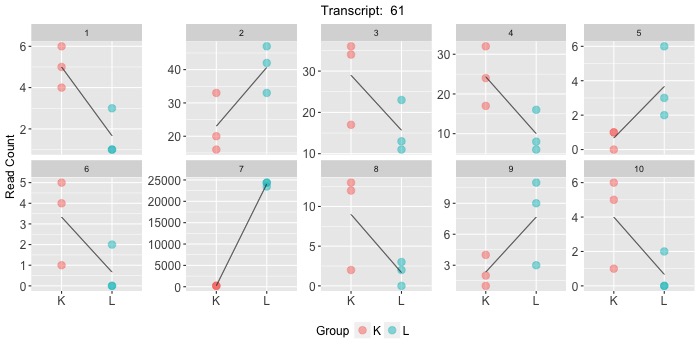 Transcript: 61
1 2 3 4 5
6 4 2
40 30 20
30 20 10
30 20 10
6 4 2 0
Read Count
6 7 8 9 10
5 4 3 2 1 0
25000 20000 15000 10000 5000 0
10 5 0
9 6 3
6 4 2 0
K L K L K L K L K L
Group K L